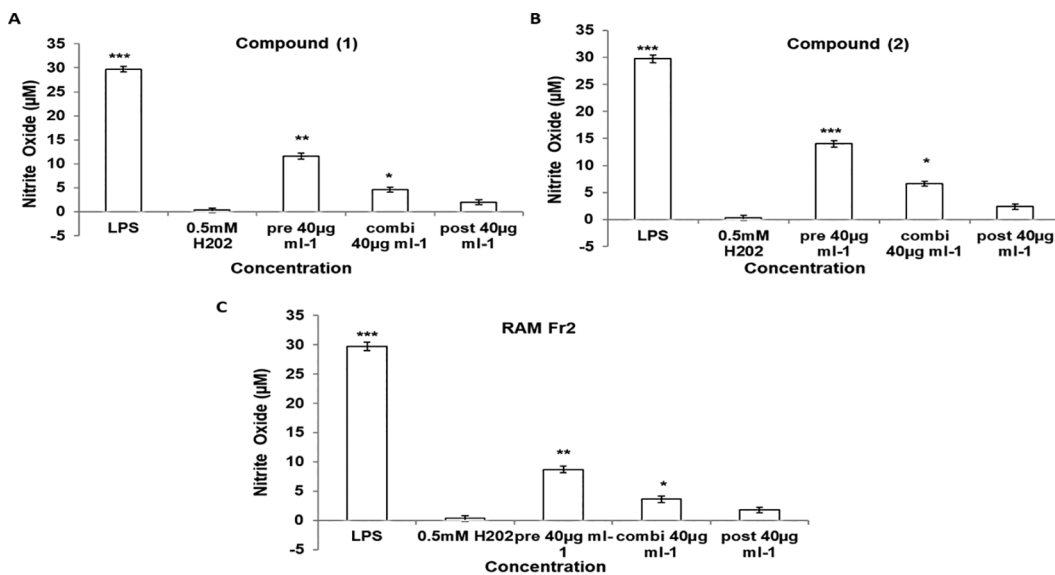 A
Compound (1)
35
30
25
20
15
10
5
0
-5
Nitrite Oxide (µM)
***
**
*
LPS
0.5mM
H202
pre 40µg
ml-1
combi
40µg ml-1
post 40µg
ml-1
Concentration
B
Compound (2)
35
30
25
20
15
10
5
0
-5
Nitrite Oxide (µM)
***
***
*
LPS
0.5mM
H202
pre 40µg
ml-1
combi
40µg ml-1
post 40µg
ml-1
Concentration
C
RAM Fr2
35
30
25
20
15
10
5
0
-5
Nitrite Oxide (µM)
***
**
*
LPS
0.5mM H202
pre 40µg ml-
1
combi 40µg
ml-1
post 40µg
ml-1
Concentration